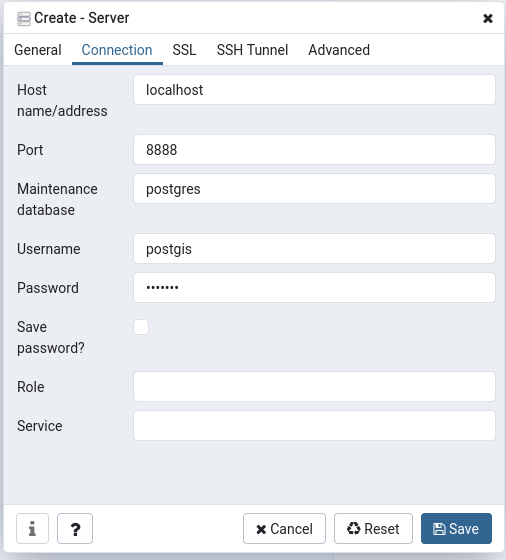 Create - Server
General Connection SSL SSH Tunnel Advanced
Host
name/address
localhost
Port
8888
Maintenance
database
postgres
Username
postgis
Password
•••••••
Save
password?
Role
Service
i ? Cancel Reset Save